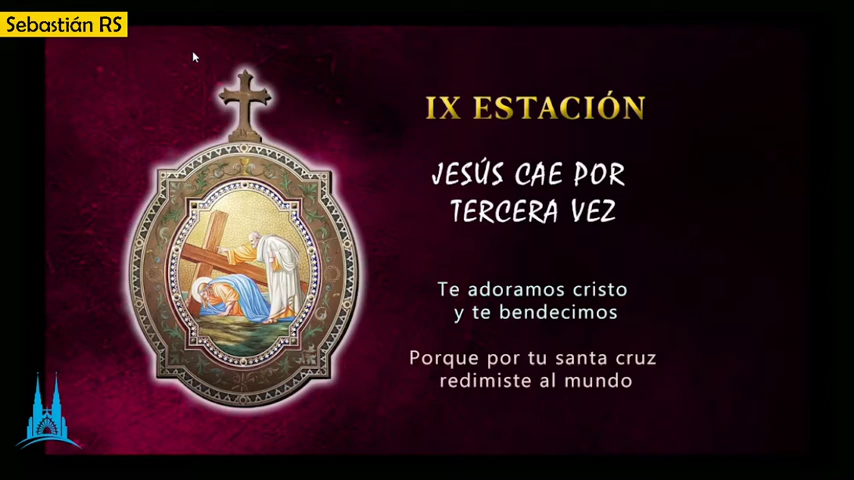 Sebastián RS
IX ESTACIÓN
JESÚS CAE POR
TERCERA VEZ
Te adoramos cristo
y te bendecimos
Porque por tu santa cruz
redimiste al mundo